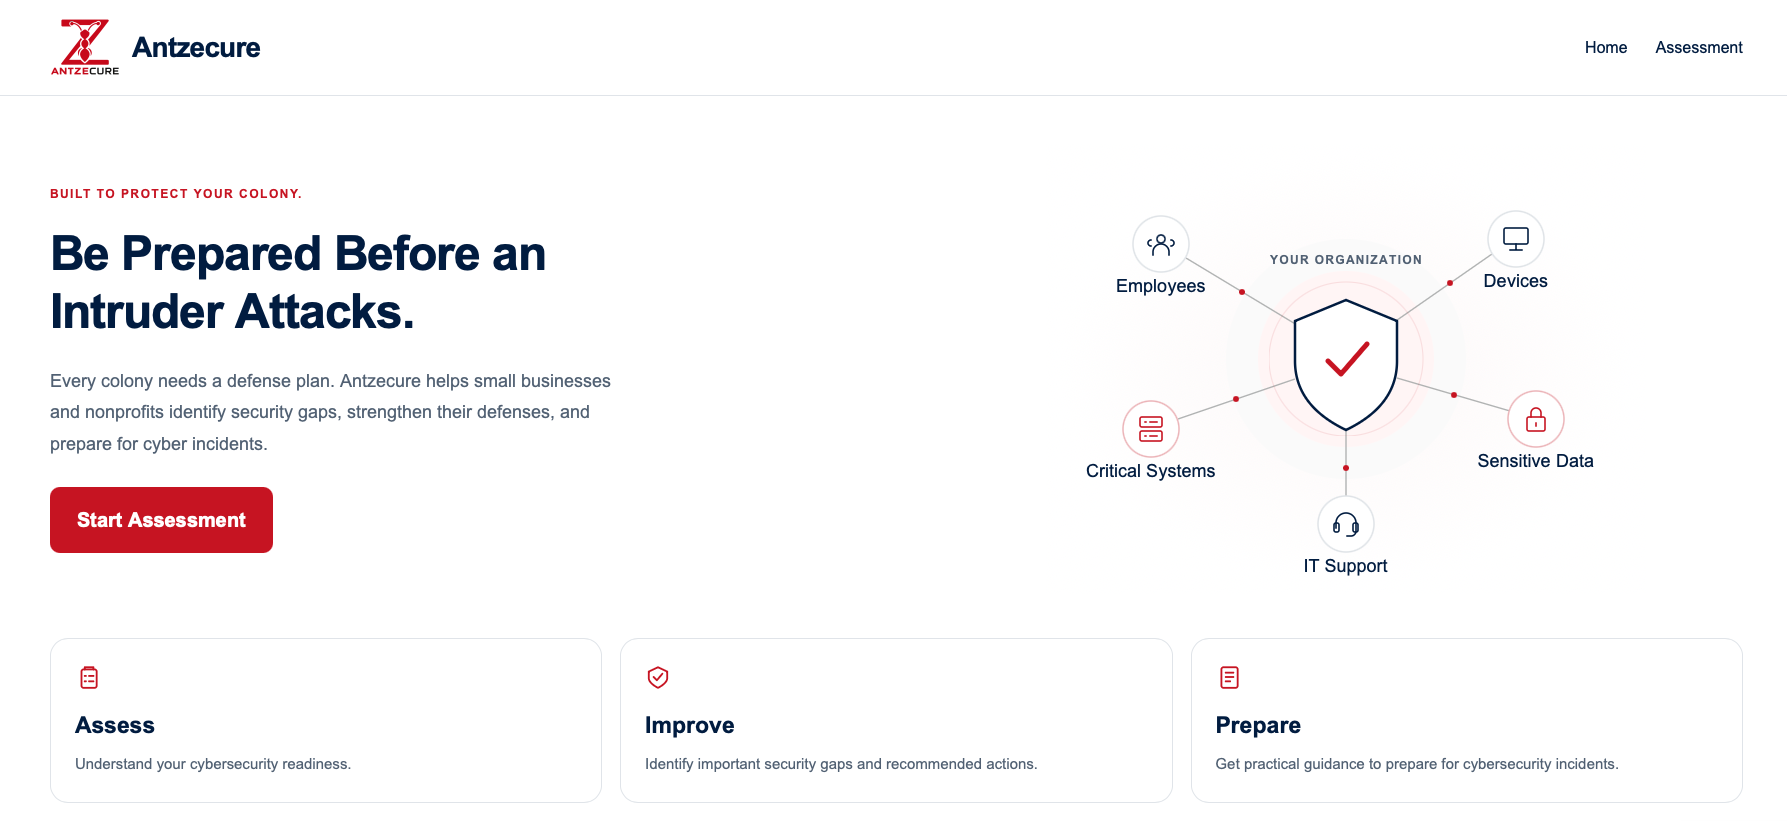 ANTZECURE
Antzecure
Home
Assessment
BUILT TO PROTECT YOUR COLONY.
Be Prepared Before an
Intruder Attacks.
Every colony needs a defense plan. Antzecure helps small businesses
and nonprofits identify security gaps, strengthen their defenses, and
prepare for cyber incidents.
Start Assessment
YOUR ORGANIZATION
Employees
Devices
Critical Systems
Sensitive Data
IT Support
Assess
Understand your cybersecurity readiness.
Improve
Identify important security gaps and recommended actions.
Prepare
Get practical guidance to prepare for cybersecurity incidents.